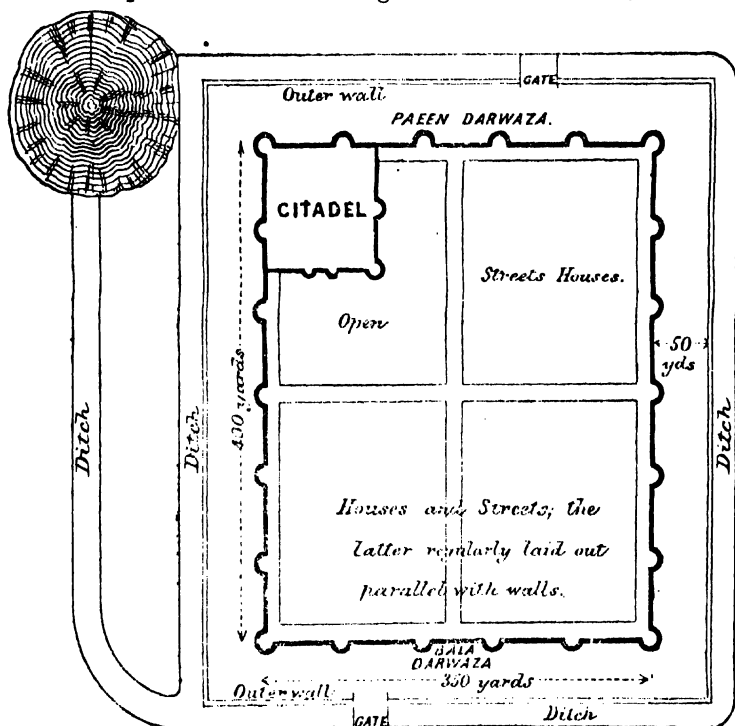 GATE
Outer wall
PAEEN DARWAZA.
CITADEL
Streets Houses.
Open
50
yds
Ditch
Ditch
Ditch
yards
Houses and Streets; the
latter regularly laid out
parallel with walls.
BALA
DARWAZA
350 yards
Outer wall
GATE
Ditch